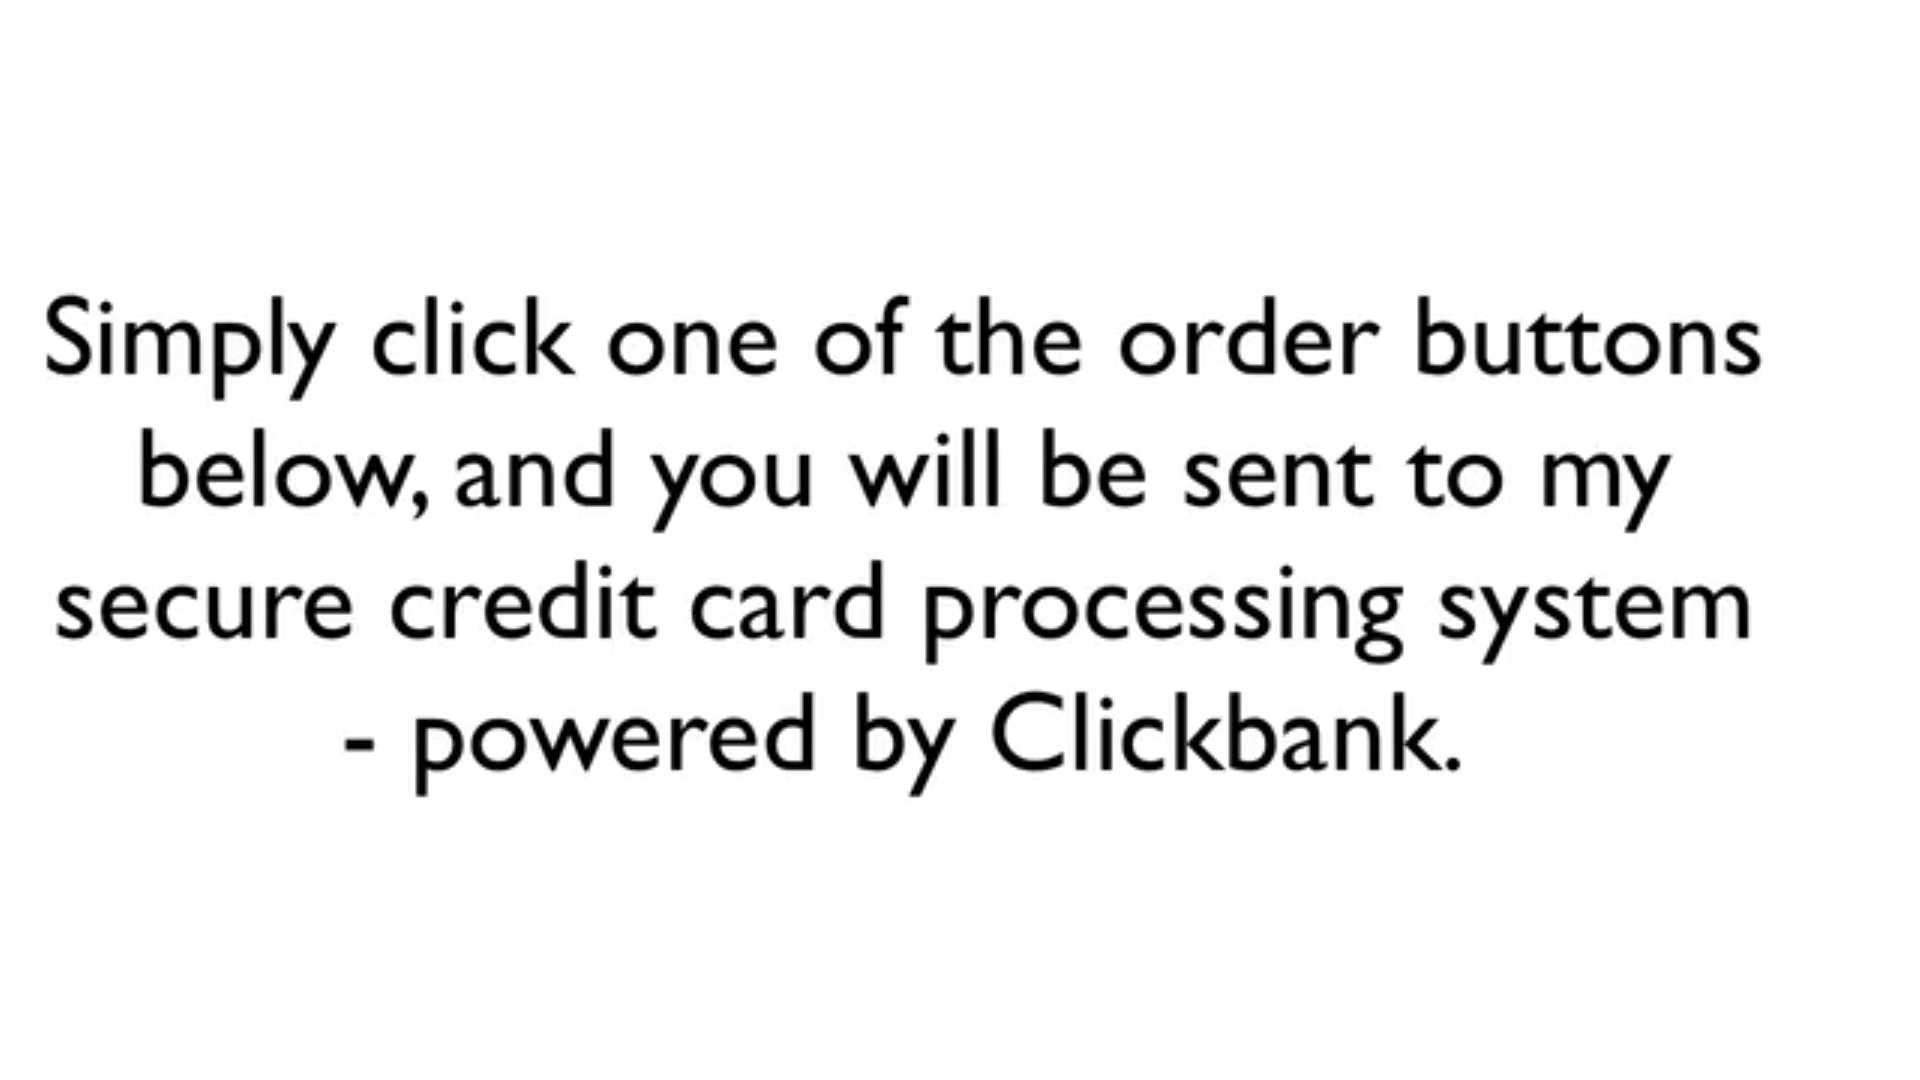 Simply click one of the order buttons
below, and you will be sent to my
secure credit card processing system
- powered by Clickbank.